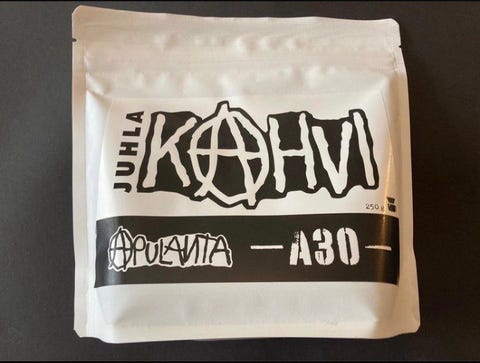 JUHLA
KAHVI
250 g
APULANTA
—A30—